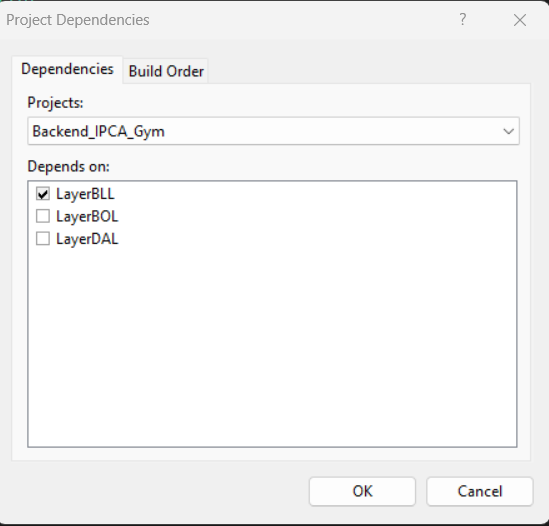 Project Dependencies ?
Dependencies Build Order
Projects:
Backend_IPCA_Gym
Depends on:
LayerBLL
LayerBOL
LayerDAL
OK Cancel